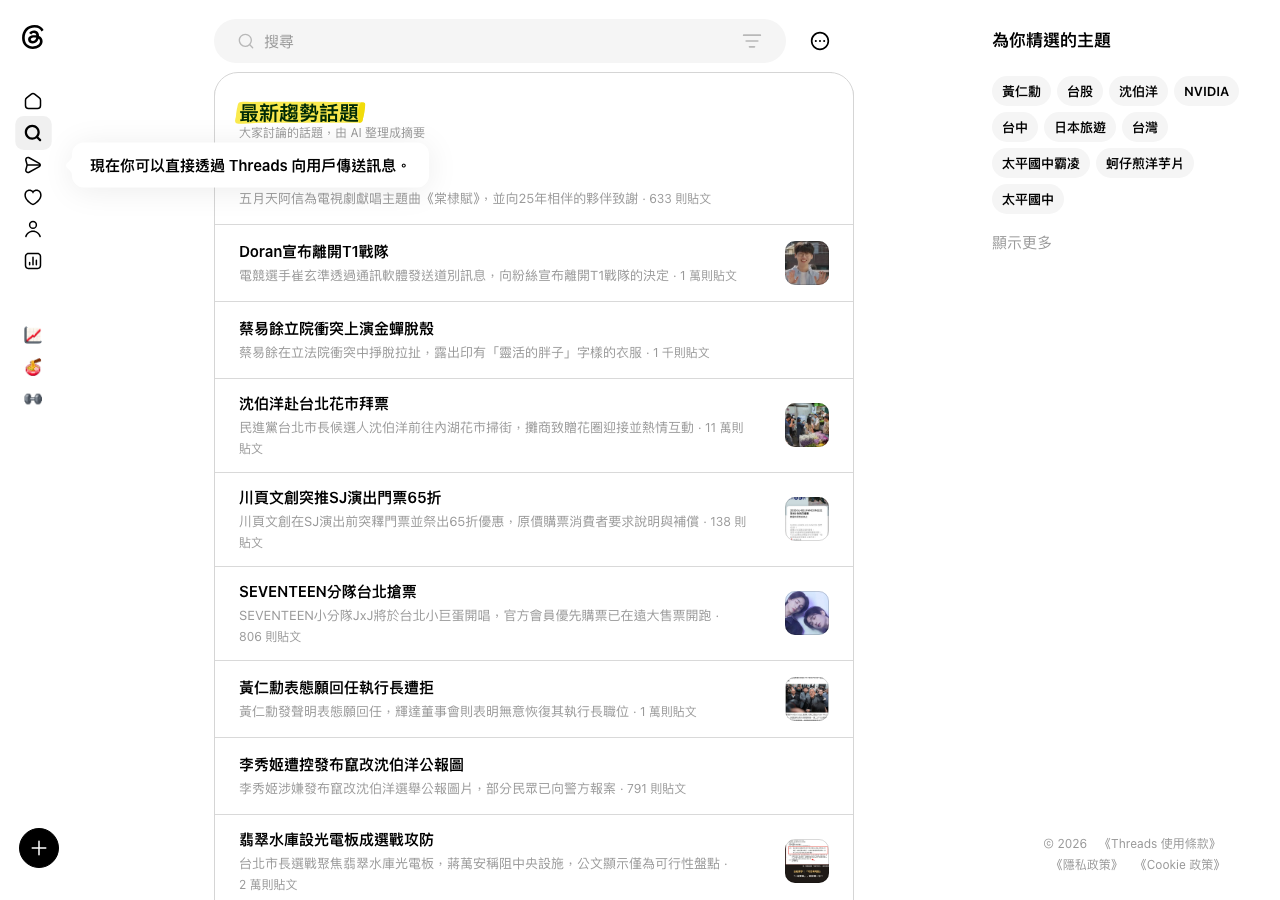 搜尋
最新趨勢話題
大家討論的話題，由 AI 整理成摘要
現在你可以直接透過 Threads 向用戶傳送訊息。
五月天阿信為電視劇獻唱主題曲《棠棣賦》，並向25年相伴的夥伴致謝 · 633 則貼文
Doran宣布離開T1戰隊
電競選手崔玄準透過通訊軟體發送道別訊息，向粉絲宣布離開T1戰隊的決定 · 1 萬則貼文
蔡易餘立院衝突上演金蟬脫殼
蔡易餘在立法院衝突中掙脫拉扯，露出印有「靈活的胖子」字樣的衣服 · 1 千則貼文
沈伯洋赴台北花市拜票
民進黨台北市長候選人沈伯洋前往內湖花市掃街，攤商致贈花圈迎接並熱情互動 · 11 萬則
貼文
川頁文創突推SJ演出門票65折
川頁文創在SJ演出前突釋門票並祭出65折優惠，原價購票消費者要求說明與補償 · 138 則
貼文
SEVENTEEN分隊台北搶票
SEVENTEEN小分隊JxJ將於台北小巨蛋開唱，官方會員優先購票已在遠大售票開跑 ·
806 則貼文
黃仁勳表態願回任執行長遭拒
黃仁勳發聲明表態願回任，輝達董事會則表明無意恢復其執行長職位 · 1 萬則貼文
李秀姬遭控發布竄改沈伯洋公報圖
李秀姬涉嫌發布竄改沈伯洋選舉公報圖片，部分民眾已向警方報案 · 791 則貼文
翡翠水庫設光電板成選戰攻防
台北市長選戰聚焦翡翠水庫光電板，蔣萬安稱阻中央設施，公文顯示僅為可行性盤點 ·
2 萬則貼文
為你精選的主題
黃仁勳 台股 沈伯洋 NVIDIA
台中 日本旅遊 台灣
太平國中霸凌 蚵仔煎洋芋片
太平國中
顯示更多
© 2026 《Threads 使用條款》
《隱私政策》 《Cookie 政策》